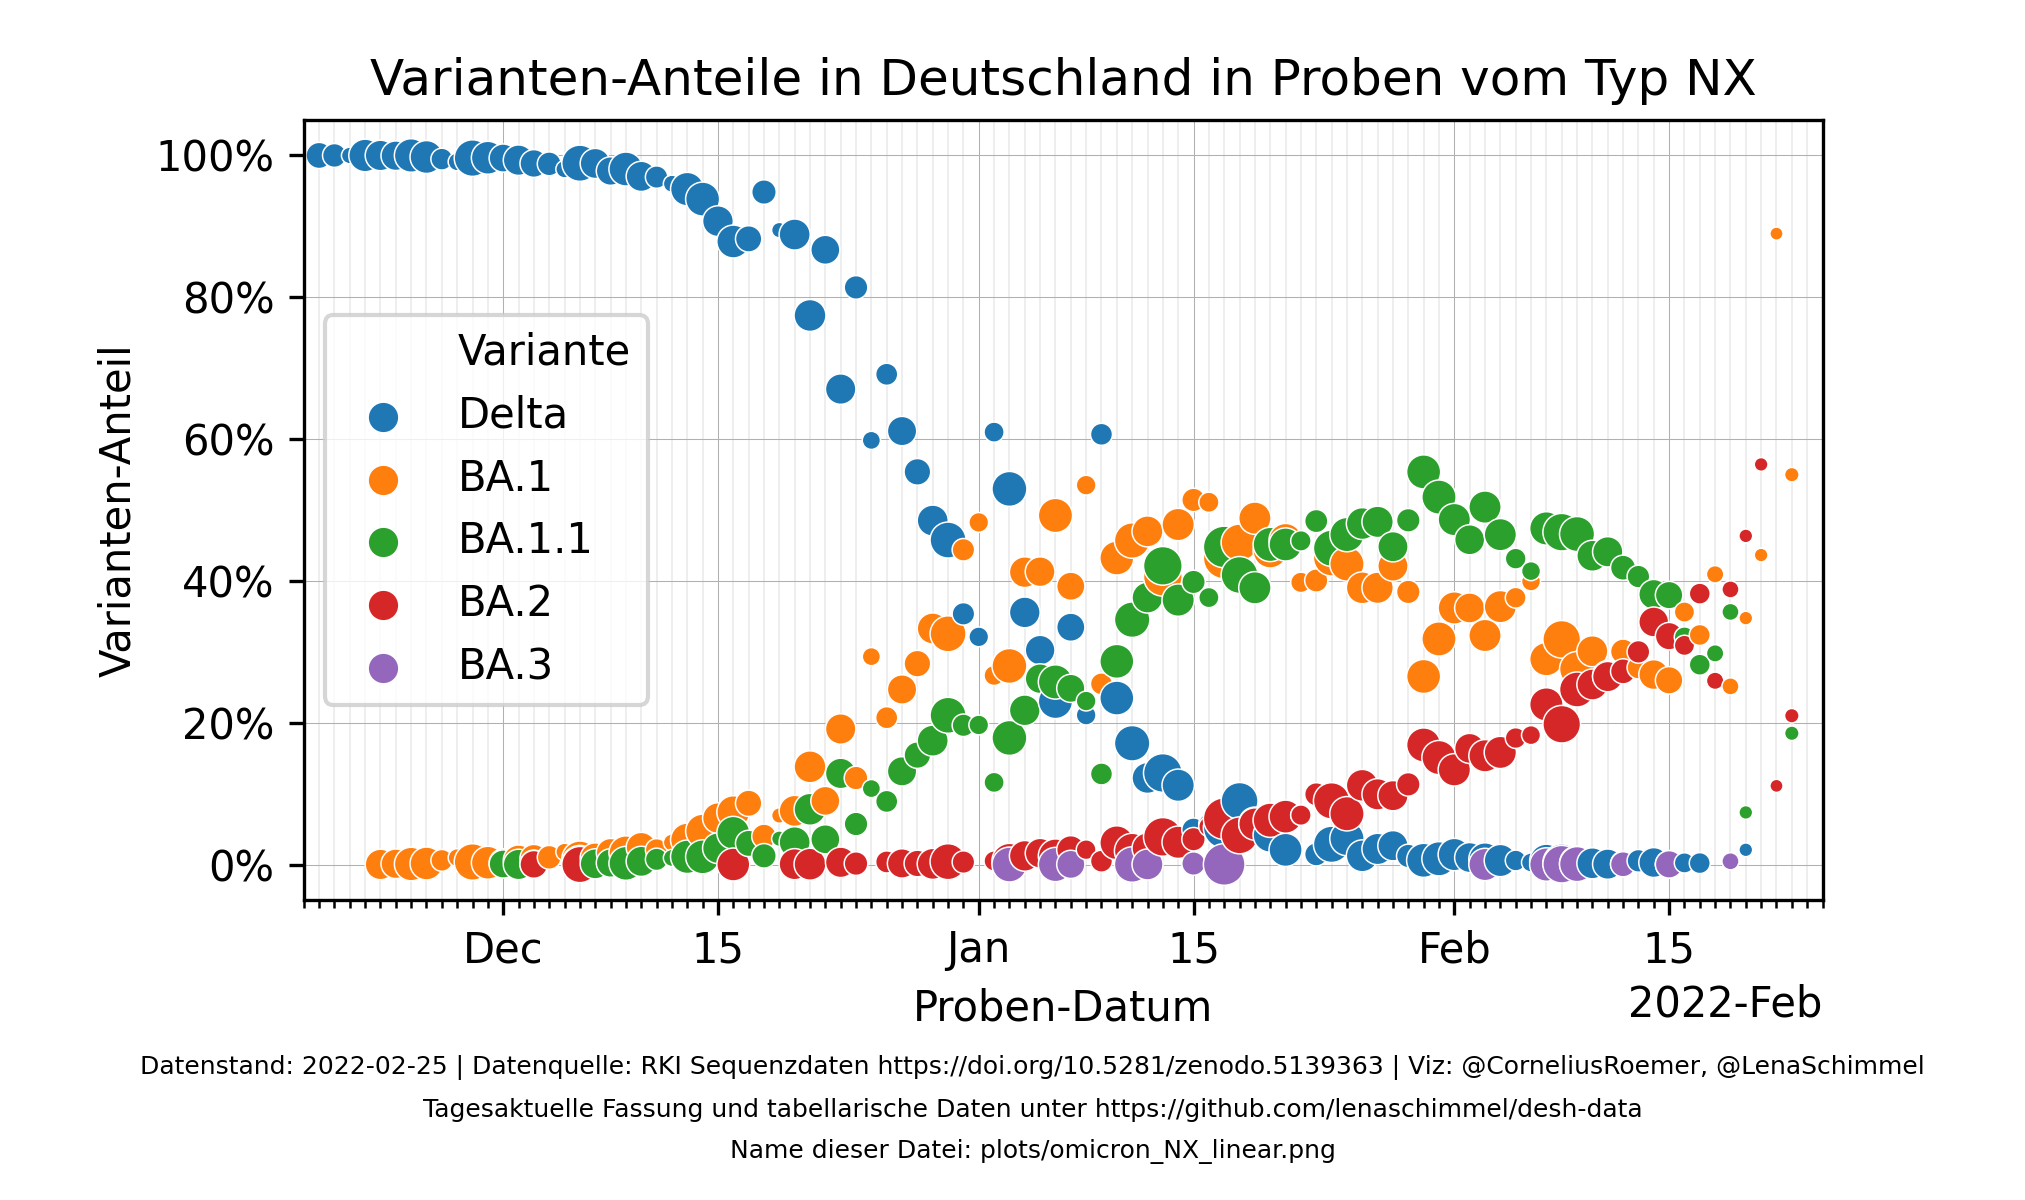 Varianten-Anteile in Deutschland in Proben vom Typ NX
Varianten-Anteil
100%
80%
60%
40%
20%
0%
Variante
Delta
BA.1
BA.1.1
BA.2
BA.3
Dec 15 Jan 15 Feb 15
2022-Feb
Proben-Datum
Datenstand: 2022-02-25 | Datenquelle: RKI Sequenzdaten https://doi.org/10.5281/zenodo.5139363 | Viz: @CorneliusRoemer, @LenaSchimmel
Tagesaktuelle Fassung und tabellarische Daten unter https://github.com/lenaschimmel/desh-data
Name dieser Datei: plots/omicron_NX_linear.png